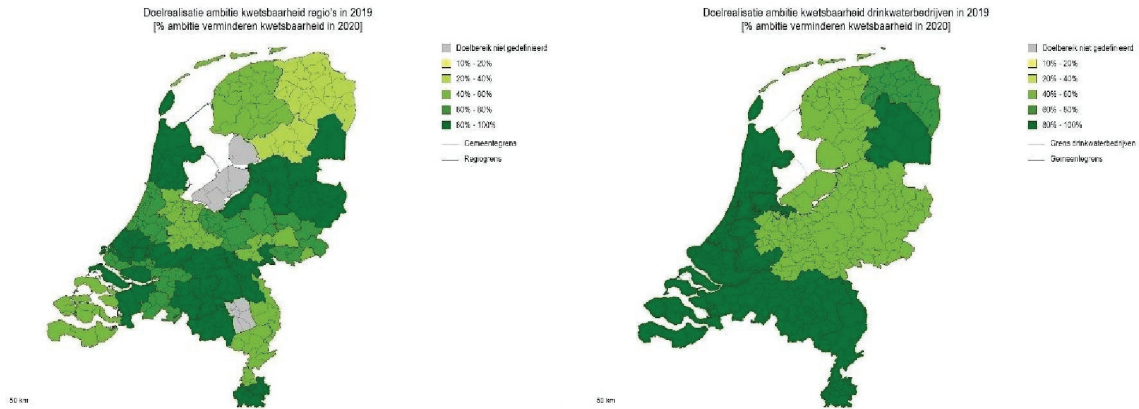 Doelrealisatie ambitie kwetsbaarheid regio's in 2019
[% ambitie verminderen kwetsbaarheid in 2020]
Doelbereik niet gedefinieerd
10% - 20%
20% - 40%
40% - 60%
60% - 80%
80% - 100%
Gemeentegrens
Regiogrens
50 km
Doelrealisatie ambitie kwetsbaarheid drinkwaterbedrijven in 2019
[% ambitie verminderen kwetsbaarheid in 2020]
Doelbereik niet gedefinieerd
10% - 20%
20% - 40%
40% - 60%
60% - 80%
80% - 100%
Grens drinkwaterbedrijven
Gemeentegrens
50 km